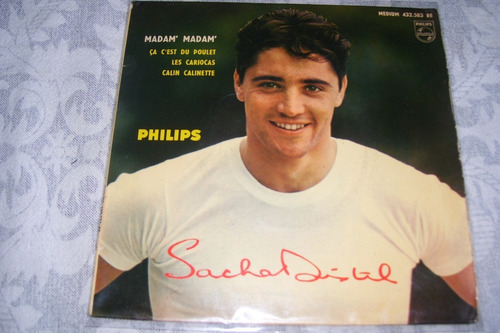 MADAM' MADAM'
ÇA C'EST DU POULET
LES CARIOCAS
CALIN CALINETTE
MEDIUM 432.583 BE
PHILIPS
PHILIPS
Sacha Distel